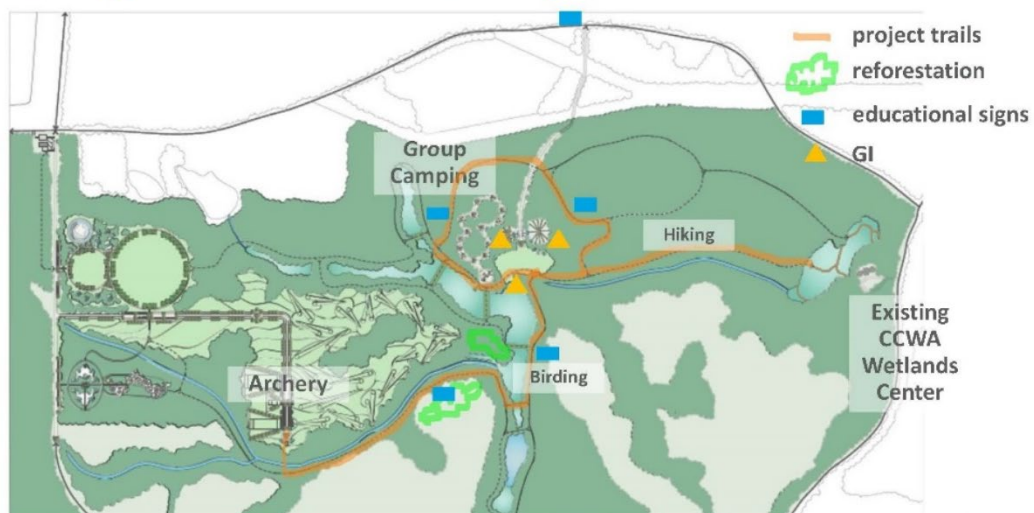 project trails
reforestation
educational signs
GI
Group
Camping
Hiking
Existing
CCWA
Wetlands
Center
Birding
Archery